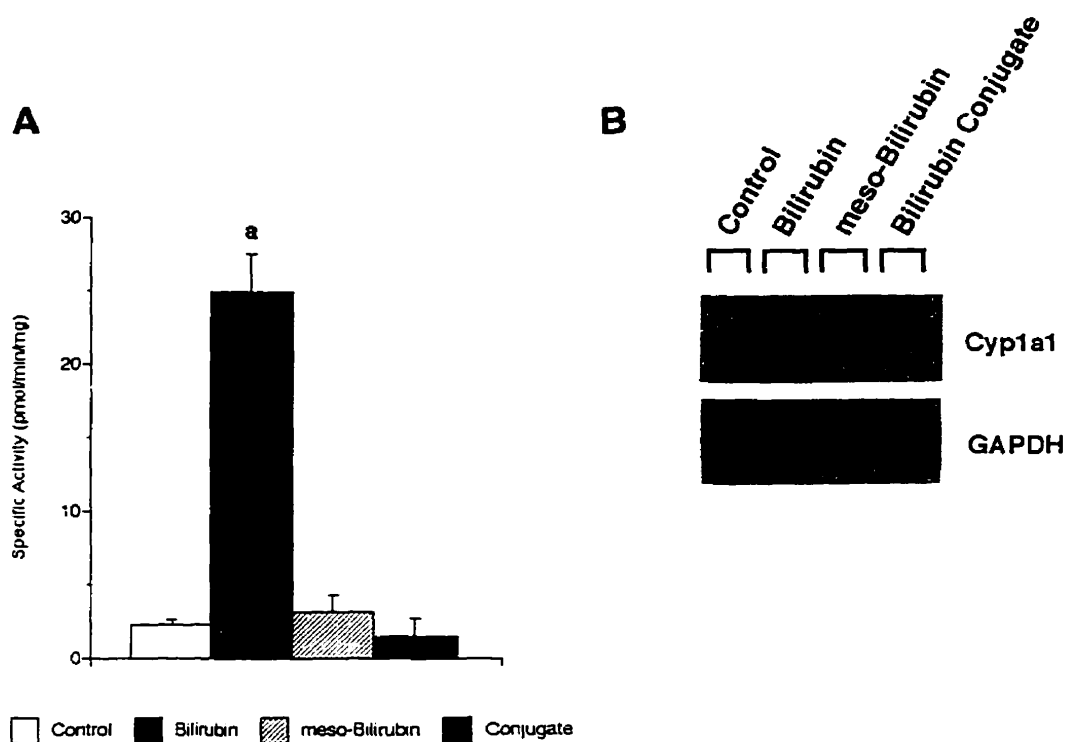 A
30
20
10
0
Specific Activity (pmol/min/mg)
a
Control
Bilirubin
meso-Bilirubin
Conjugate
B
Control
Bilirubin
meso-Bilirubin
Bilirubin Conjugate
Cyp1a1
GAPDH